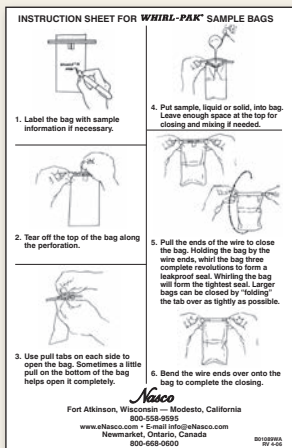 INSTRUCTION SHEET FOR WHIRL-PAK® SAMPLE BAGS
1. Label the bag with sample
information if necessary.
2. Tear off the top of the bag along
the perforation.
3. Use pull tabs on each side to
open the bag. Sometimes a little
pull on the bottom of the bag
helps open it completely.
4. Put sample, liquid or solid, into bag.
Leave enough space at the top for
closing and mixing if needed.
5. Pull the ends of the wire to close
the bag. Holding the bag by the
wire ends, whirl the bag three
complete revolutions to form a
leakproof seal. Whirling the bag
will form the tightest seal. Larger
bags can be closed by "folding"
the tab over as tightly as possible.
6. Bend the wire ends over onto the
bag to complete the closing.
Nasco
Fort Atkinson, Wisconsin — Modesto, California
800-558-9595
www.eNasco.com • E-mail info@eNasco.com
Newmarket, Ontario, Canada
800-668-0600
B01089WA
RV 4-06